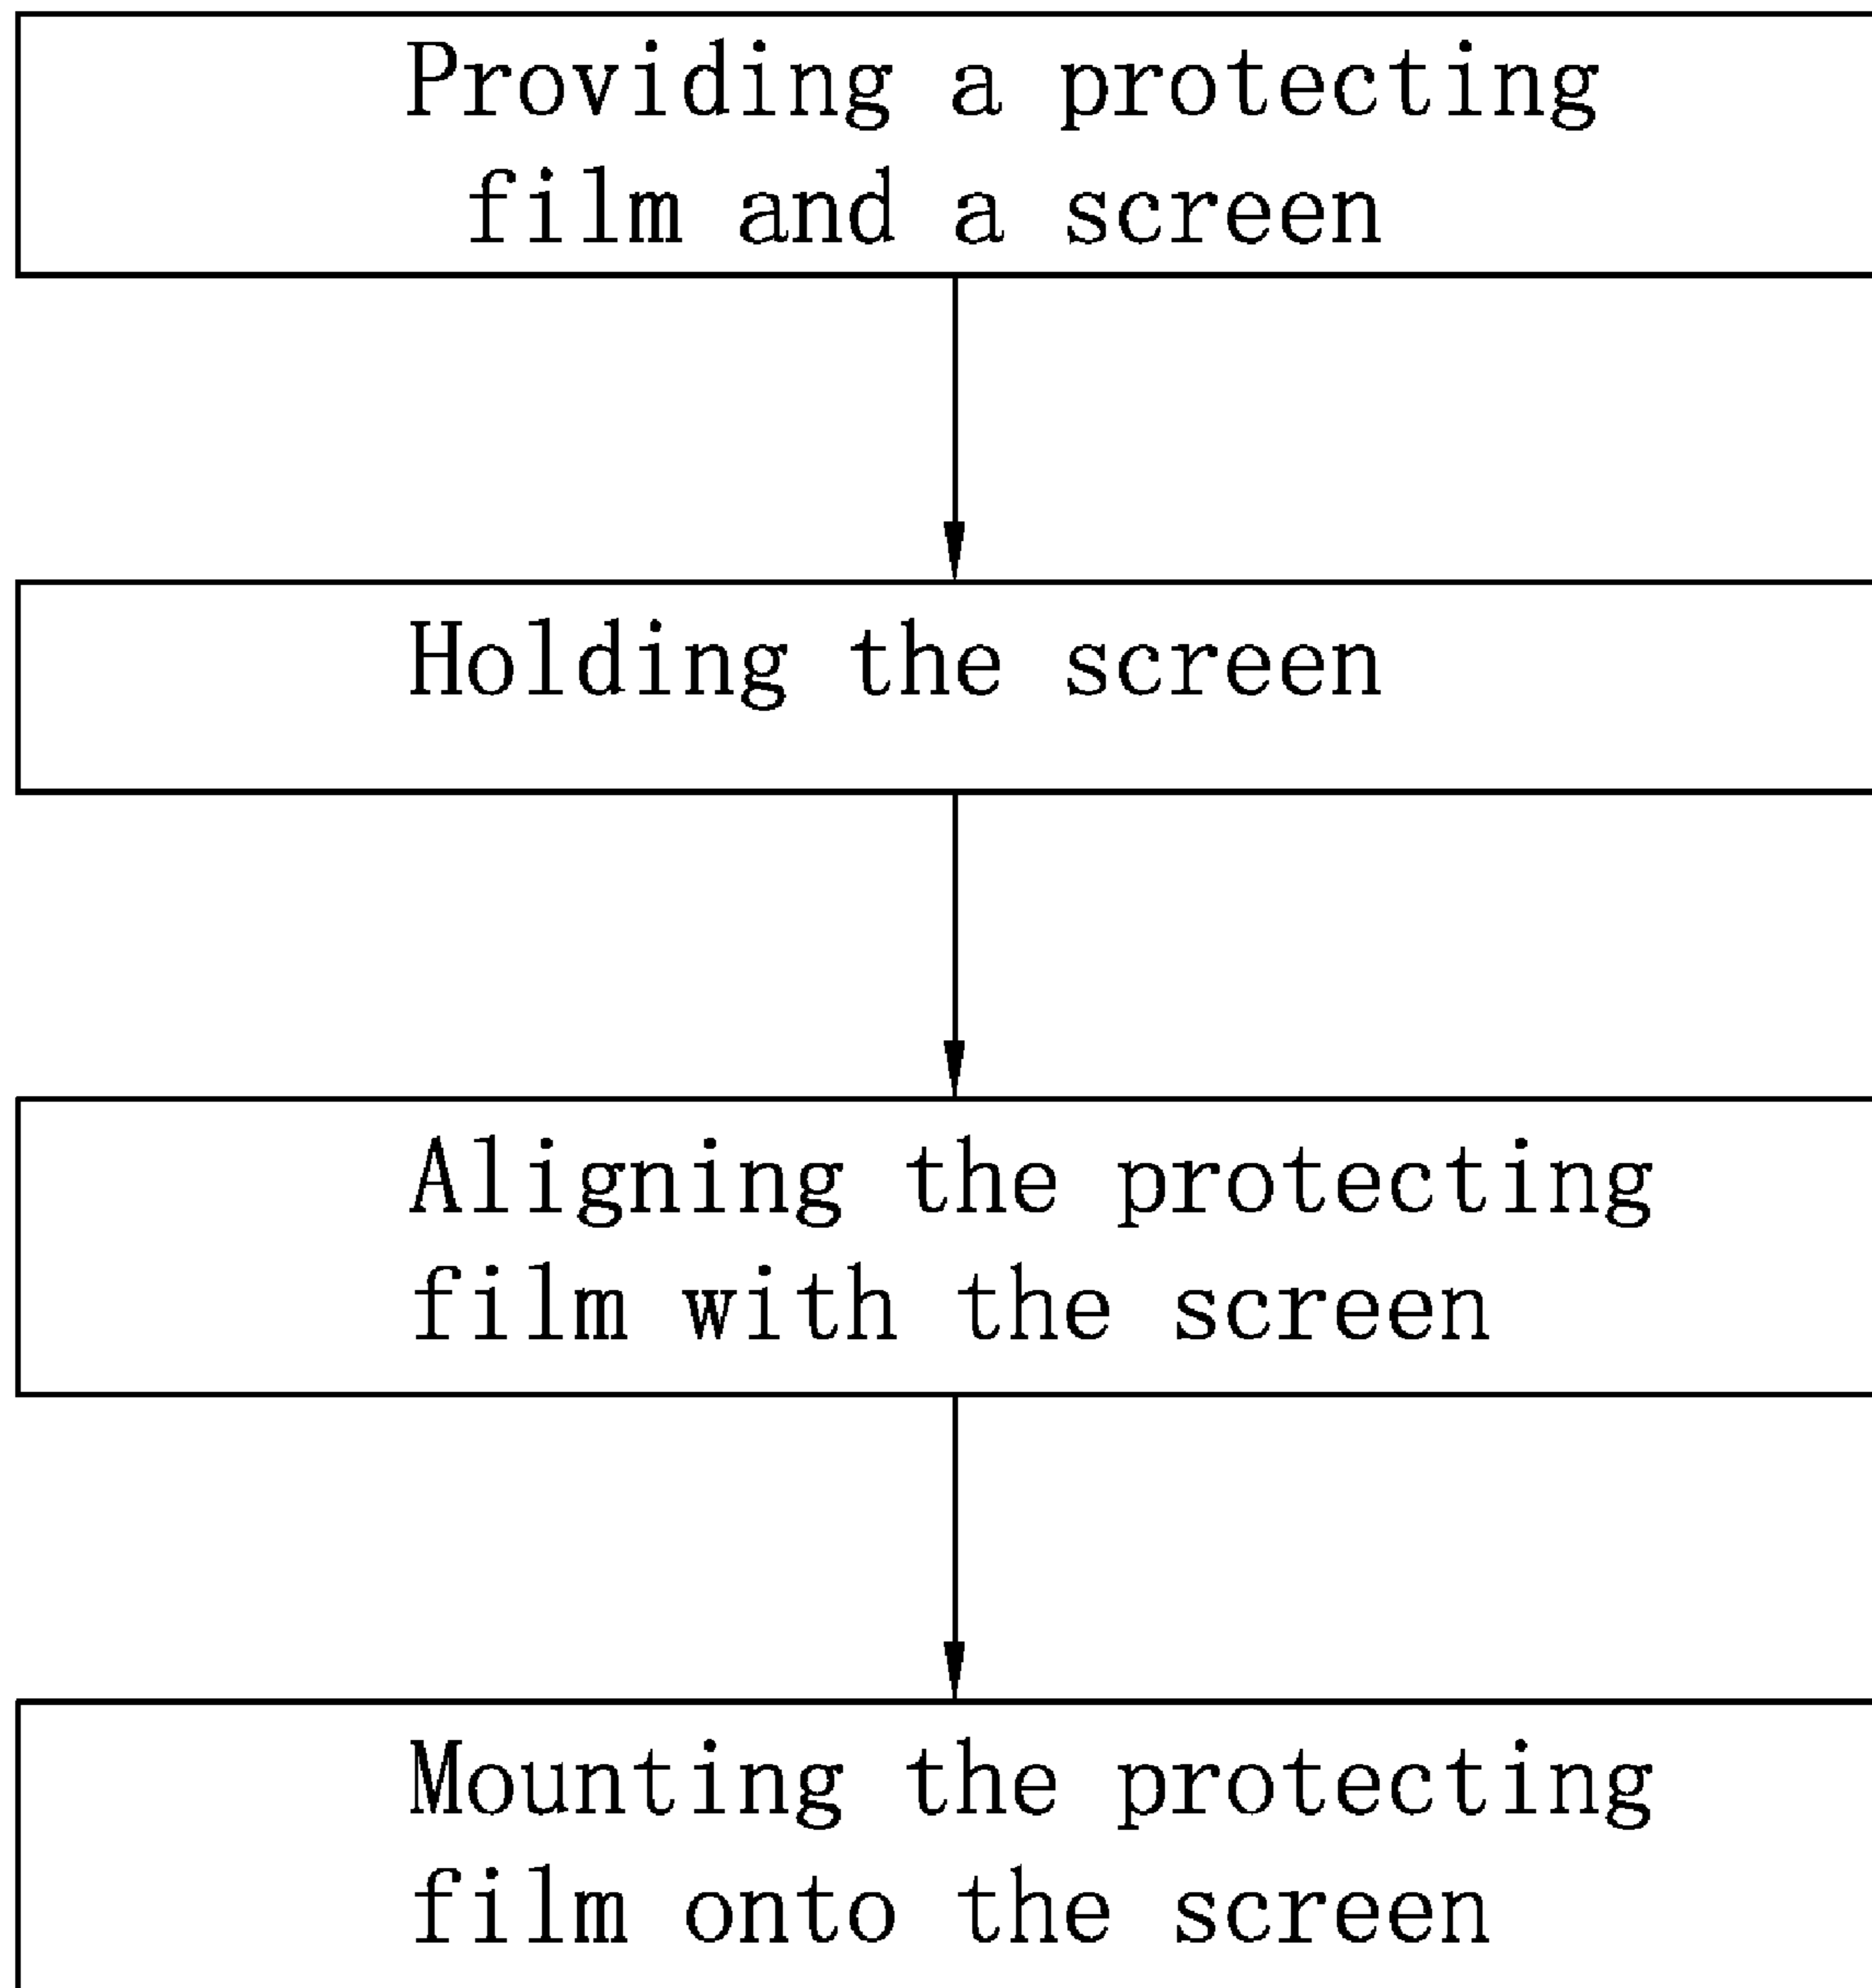 Providing a protecting
film and a screen
Holding the screen
Aligning the protecting
film with the screen
Mounting the protecting
film onto the screen